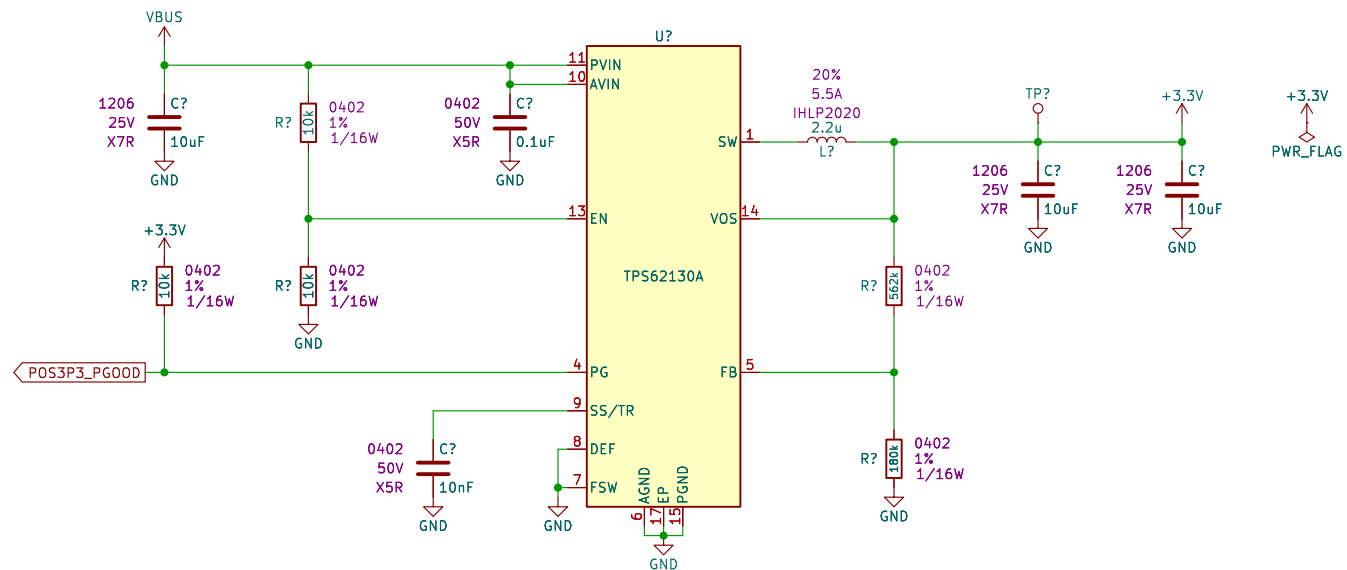 VBUS
U?
11
PVIN
10
AVIN
1206
25V
X7R
C?
10uF
GND
R?
10k
0402
1%
1/16W
0402
50V
X5R
C?
0.1uF
GND
20%
5.5A
IHLP2020
2.2u
L?
SW
1
TP?
+3.3V
+3.3V
PWR_FLAG
1206
25V
X7R
C?
10uF
GND
1206
25V
X7R
C?
10uF
GND
13
EN
VOS
14
+3.3V
R?
10k
0402
1%
1/16W
R?
10k
0402
1%
1/16W
GND
TPS62130A
R?
562k
0402
1%
1/16W
POS3P3_PGOOD
4
PG
FB
5
9
SS/TR
0402
50V
X5R
C?
10nF
GND
8
DEF
7
FSW
GND
AGND
EP
PGND
6
17
15
GND
R?
180k
0402
1%
1/16W
GND